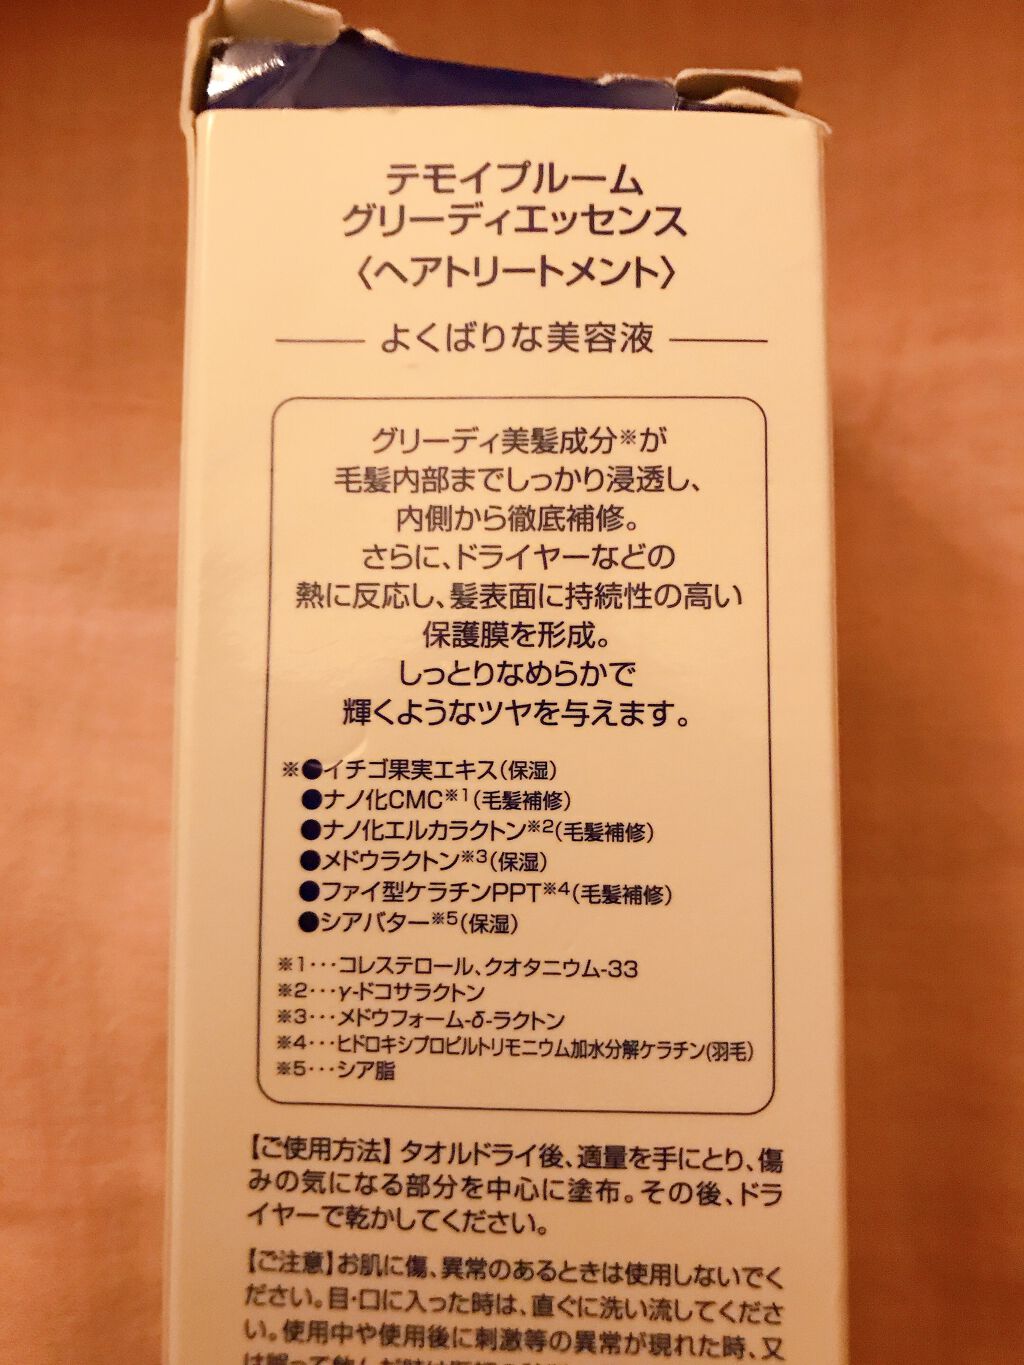 テモイプルーム
グリーディエッセンス
〈ヘアトリートメント〉
よくばりな美容液
グリーディ美髪成分※が
毛髪内部までしっかり浸透し、
内側から徹底補修。
さらに、ドライヤーなどの
熱に反応し、髪表面に持続性の高い
保護膜を形成。
しっとりなめらかで
輝くようなツヤを与えます。
※●イチゴ果実エキス(保湿)
●ナノ化CMC※1(毛髪補修)
●ナノ化エルカラクトン※2(毛髪補修)
●メドウラクトン※3(保湿)
●ファイ型ケラチンPPT※4(毛髪補修)
●シアバター※5(保湿)
※1・・・コレステロール、クオタニウム-33
※2・・・γ-ドコサラクトン
※3・・・メドウフォーム-δ-ラクトン
※4・・・ヒドロキシプロピルトリモニウム加水分解ケラチン(羽毛)
※5・・・シア脂
【ご使用方法】タオルドライ後、適量を手にとり、傷
みの気になる部分を中心に塗布。その後、ドラ
イヤーで乾かしてください。
【ご注意】お肌に傷、異常のあるときは使用しないでく
ださい。目・口に入った時は、直ぐに洗い流してくださ
い。使用中や使用後に刺激等の異常が現れた時、又